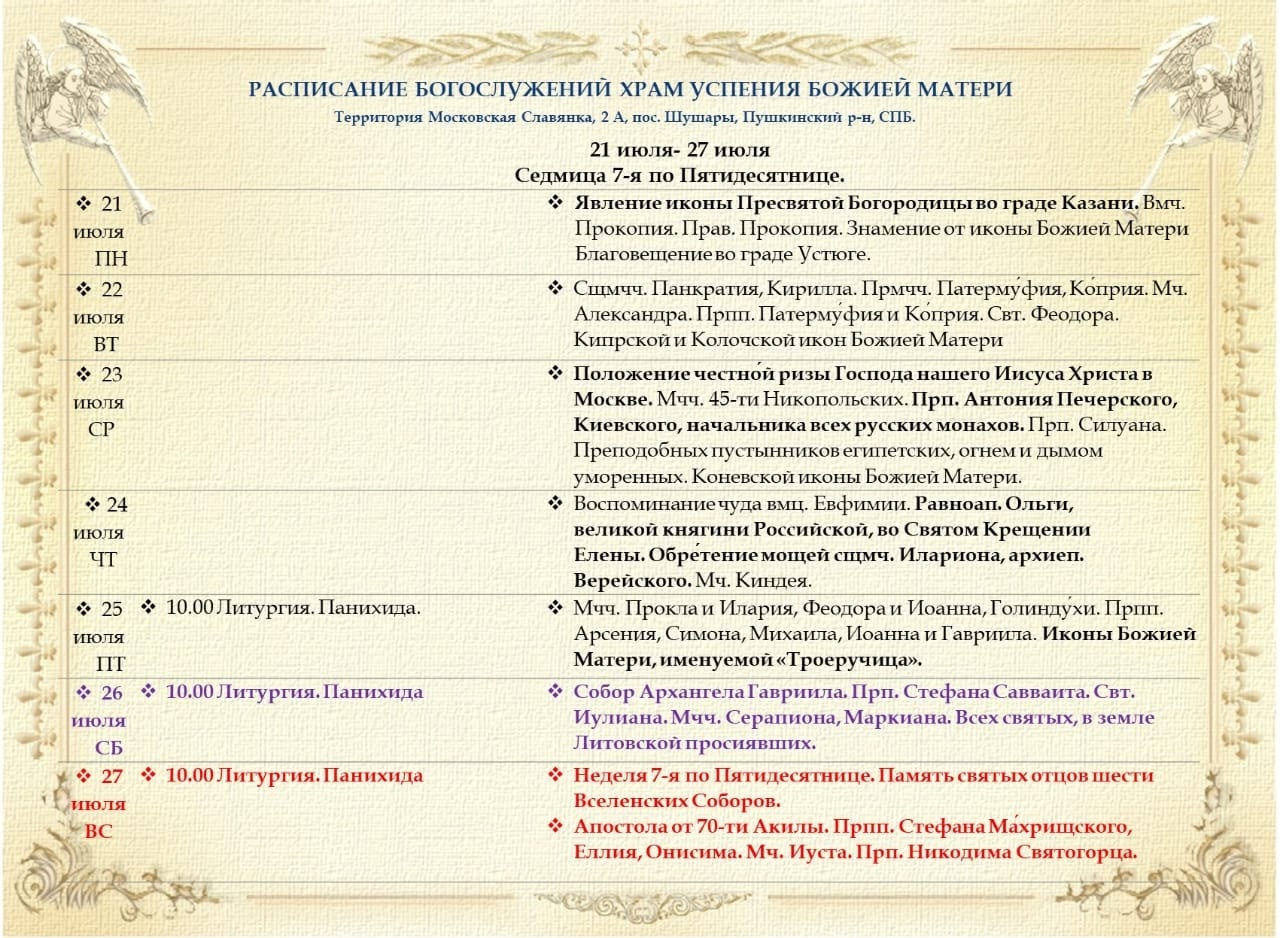 РАСПИСАНИЕ БОГОСЛУЖЕНИЙ ХРАМ УСПЕНИЯ БОЖИЕЙ МАТЕРИ
Территория Московская Славянка, 2 А, пос. Шушары, Пушкинский р-н, СПБ.
21 июля- 27 июля
Седмица 7-я по Пятидесятнице.
❖ 21
июля
ПН
❖ Явление иконы Пресвятой Богородицы во граде Казани. Вмч.
Прокопия. Прав. Прокопия. Знамение от иконы Божией Матери
Благовещение во граде Устюге.
❖ 22
июля
ВТ
❖ Сщмчч. Панкратия, Кирилла. Прмчч. Патерму́фия, Ко́прия. Мч.
Александра. Прпп. Патерму́фия и Ко́прия. Свт. Феодора.
Кипрской и Колочской икон Божией Матери
❖ 23
июля
СР
❖ Положение честно́й ризы Господа нашего Иисуса Христа в
Москве. Мчч. 45-ти Никопольских. Прп. Антония Печерского,
Киевского, начальника всех русских монахов. Прп. Силуана.
Преподобных пустынников египетских, огнем и дымом
уморенных. Коневской иконы Божией Матери.
❖ 24
июля
ЧТ
❖ Воспоминание чуда вмц. Евфимии. Равноап. Ольги,
великой княгини Российской, во Святом Крещении
Елены. Обре́тение мощей сщмч. Илариона, архиеп.
Верейского. Мч. Киндея.
❖ 25
июля
ПТ
❖ 10.00 Литургия. Панихида.
❖ Мчч. Прокла и Илария, Феодора и Иоанна, Голинду́хи. Прпп.
Арсения, Симона, Михаила, Иоанна и Гавриила. Иконы Божией
Матери, именуемой «Троеручица».
❖ 26
июля
СБ
❖ 10.00 Литургия. Панихида
❖ Собор Архангела Гавриила. Прп. Стефана Савваита. Свт.
Иулиана. Мчч. Серапиона, Маркиана. Всех святых, в земле
Литовской просиявших.
❖ 27
июля
ВС
❖ 10.00 Литургия. Панихида
❖ Неделя 7-я по Пятидесятнице. Память святых отцов шести
Вселенских Соборов.
❖ Апостола от 70-ти Акилы. Прпп. Стефана Ма́хрищского,
Еллия, Онисима. Мч. Иуста. Прп. Никодима Святогорца.